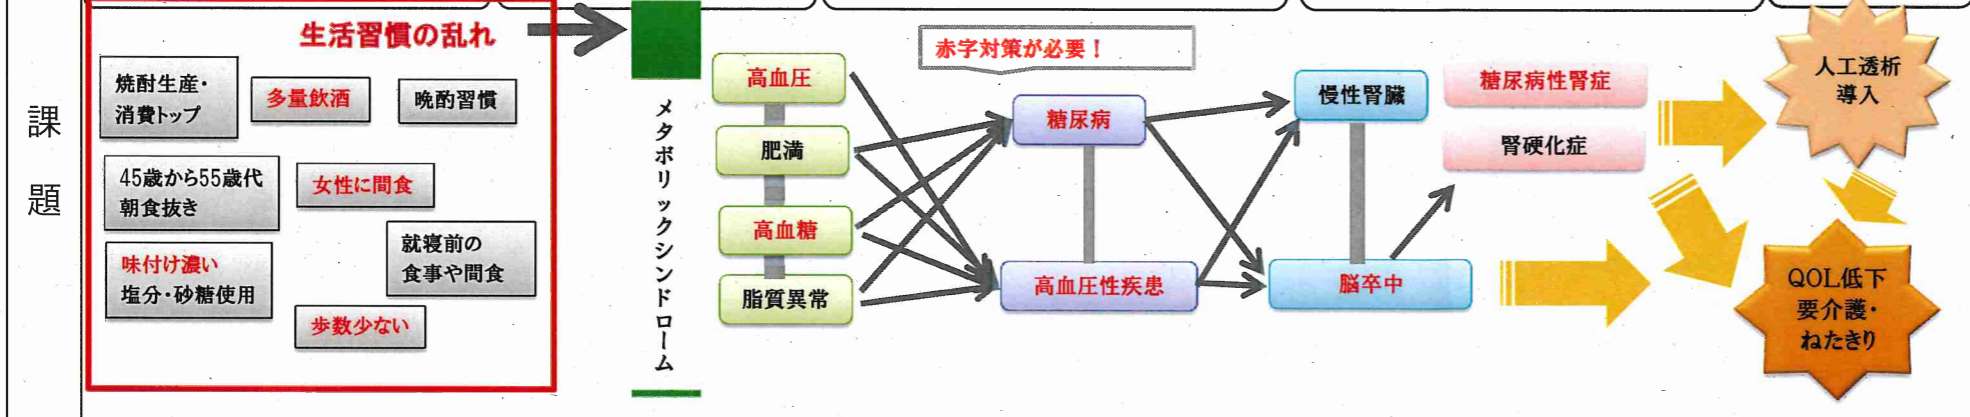 課題
生活習慣の乱れ
焼酎生産・
消費トップ
多量飲酒
晩酌習慣
45歳から55歳代
朝食抜き
女性に間食
味付け濃い
塩分・砂糖使用
就寝前の
食事や間食
歩数少ない
メタボリックシンドローム
高血圧
肥満
高血糖
脂質異常
赤字対策が必要!
糖尿病
高血圧性疾患
慢性腎臓
脳卒中
糖尿病性腎症
腎硬化症
人工透析
導入
QOL低下
要介護・
ねたきり